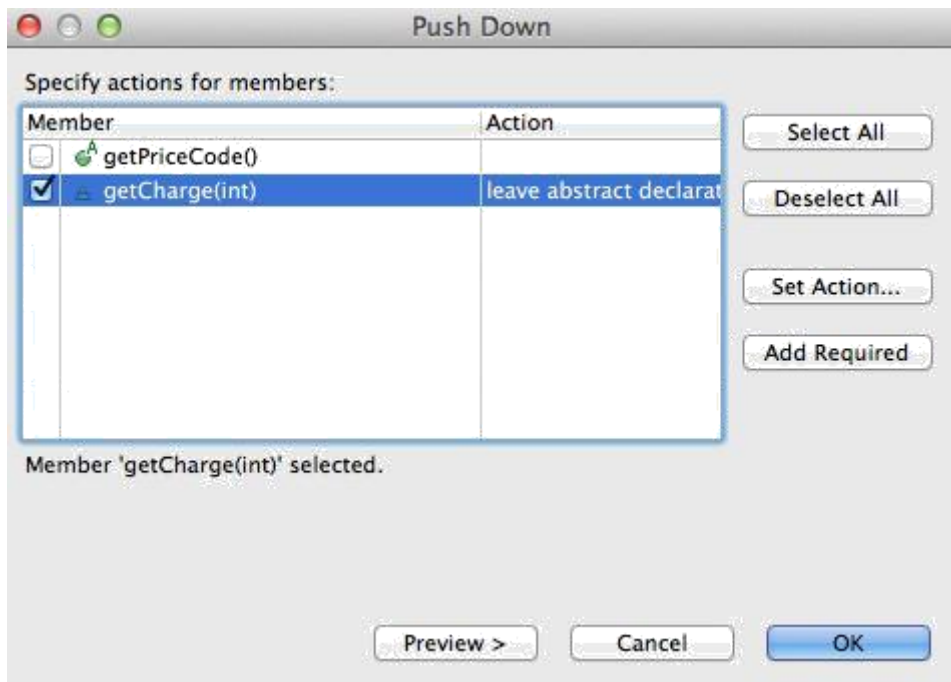 Push Down
Specify actions for members:
Member Action
A getPriceCode()
getCharge(int) leave abstract declarat
Select All
Deselect All
Set Action...
Add Required
Member 'getCharge(int)' selected.
Preview > Cancel OK